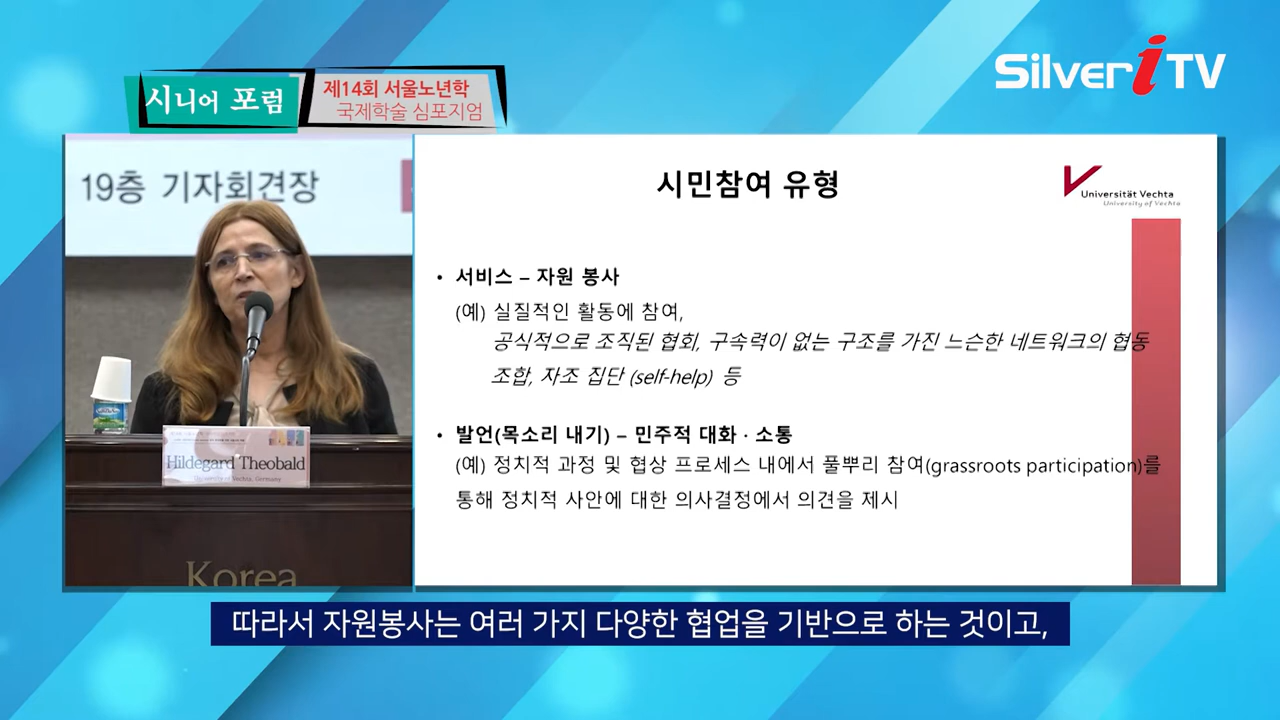 Silver i TV
시니어 포럼
제14회 서울노년학
국제학술 심포지엄
19층 기자회견장
Hildegard Theobald
University of Vechta, Germany
Korea
시민참여 유형
Universität Vechta
University of Vechta
• 서비스 – 자원 봉사
(예) 실질적인 활동에 참여,
공식적으로 조직된 협회, 구속력이 없는 구조를 가진 느슨한 네트워크의 협동
조합, 자조 집단 (self-help) 등
• 발언(목소리 내기) – 민주적 대화 · 소통
(예) 정치적 과정 및 협상 프로세스 내에서 풀뿌리 참여(grassroots participation)를
통해 정치적 사안에 대한 의사결정에서 의견을 제시
따라서 자원봉사는 여러 가지 다양한 협업을 기반으로 하는 것이고,